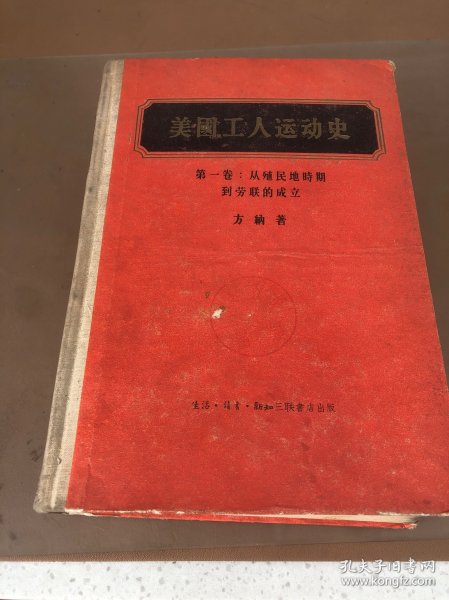 美国工人运动史
第一卷：从殖民地時期
到劳联的成立
方納著
生活·讀書·新知三联書店出版
孔夫子旧书网
www.kongfz.com